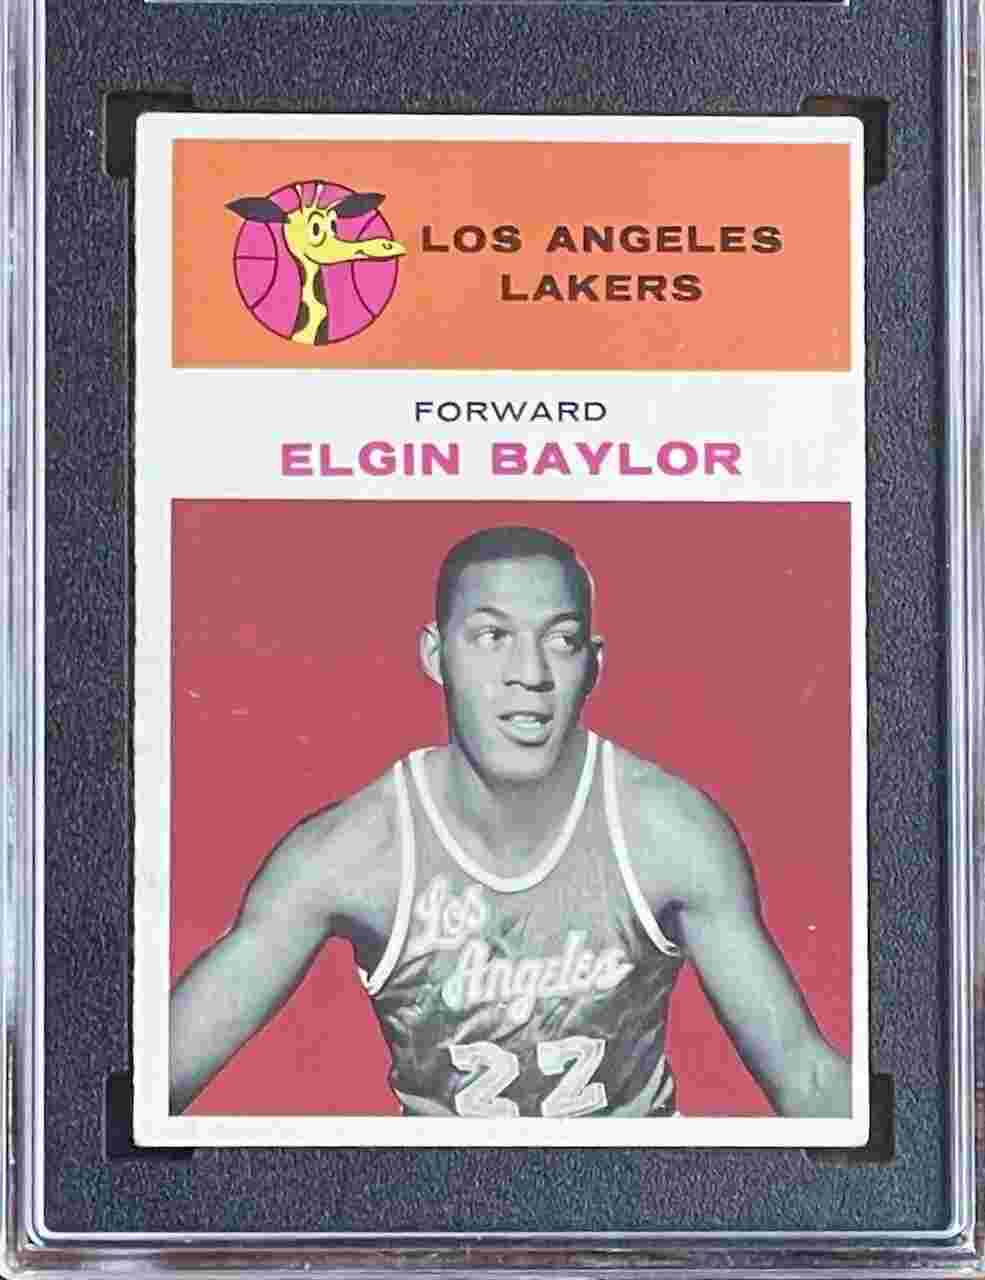 LOS ANGELES
LAKERS
FORWARD
ELGIN BAYLOR
Los
Angeles
22